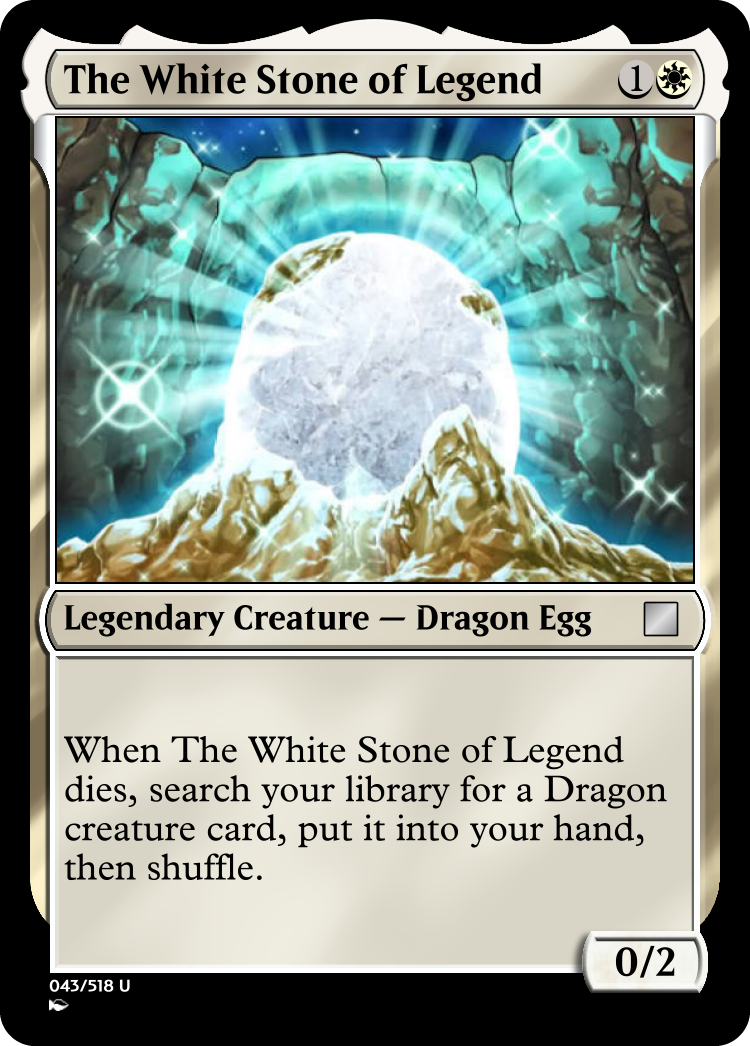 The White Stone of Legend 1
Legendary Creature — Dragon Egg
When The White Stone of Legend
dies, search your library for a Dragon
creature card, put it into your hand,
then shuffle.
0/2
043/518 U